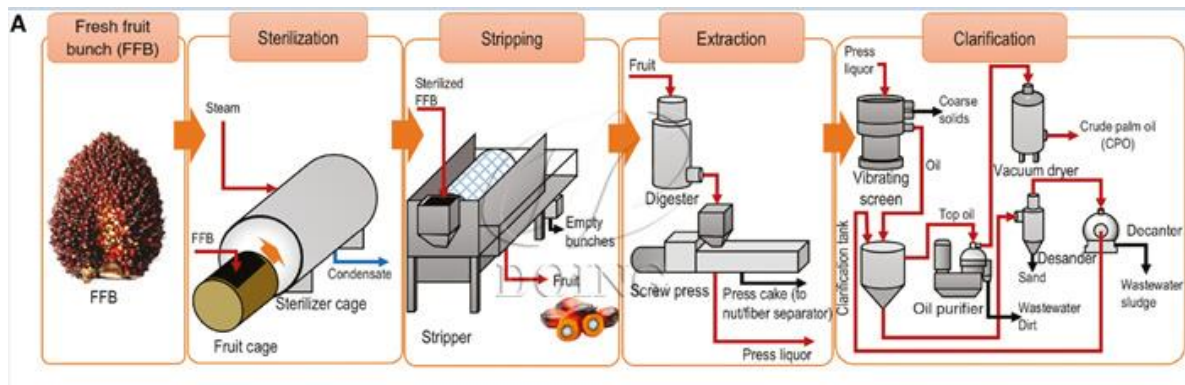 A
Fresh fruit
bunch (FFB)
FFB
Sterilization
Steam
FFB
Condensate
Sterilizer cage
Fruit cage
Stripping
Sterilized
FFB
Empty
bunches
Fruit
Stripper
DOING
Extraction
Fruit
Digester
Screw press
Press cake (to
nut/fiber separator)
Press liquor
Clarification
Press
liquor
Coarse
solids
Vibrating
screen
Oil
Crude palm oil
(CPO)
Vacuum dryer
Top oil
Clarification tank
Oil purifier
Wastewater
Dirt
Desander
Sand
Decanter
Wastewater
sludge